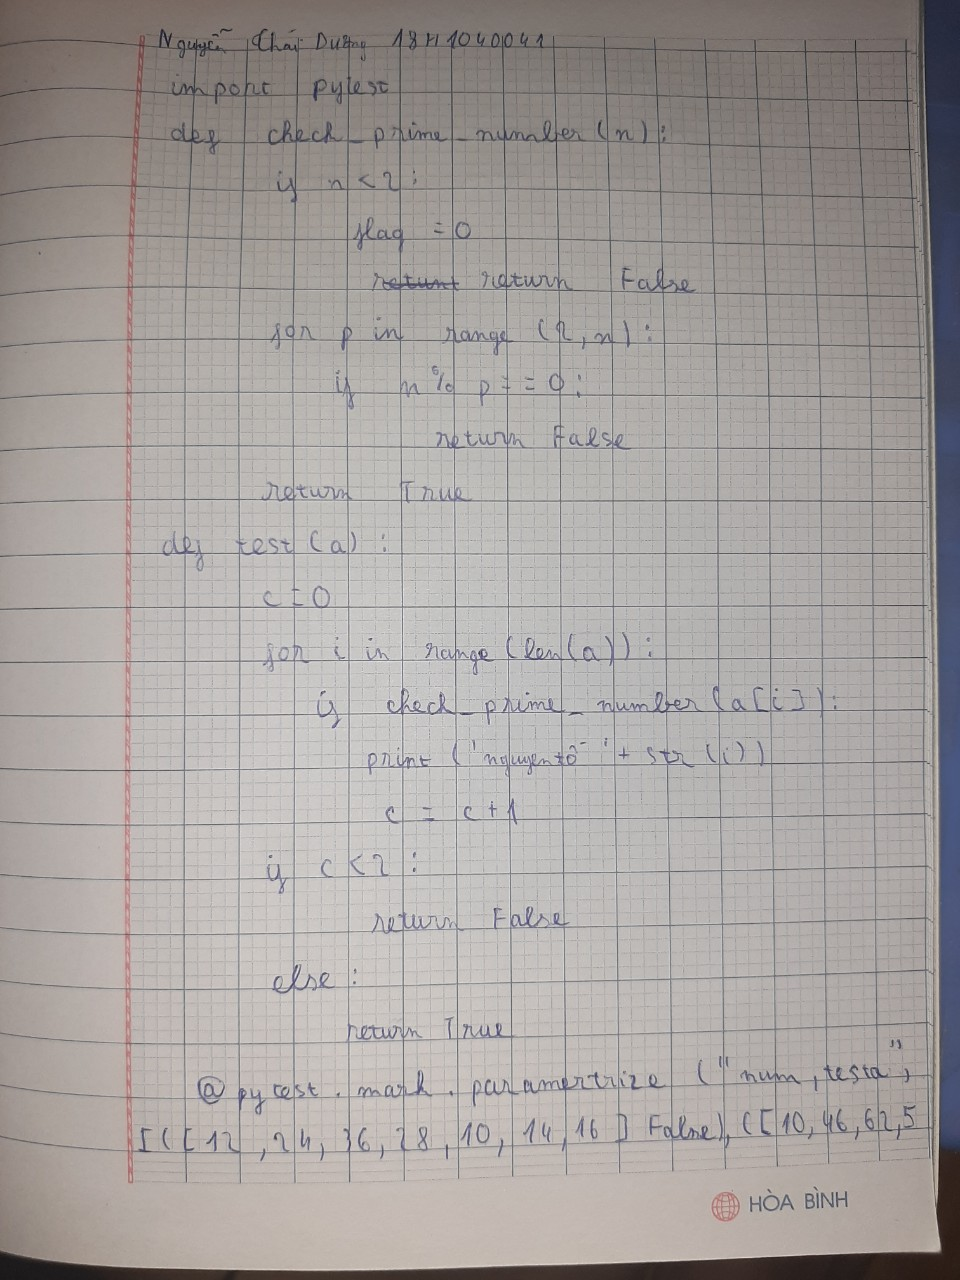 Nguyễn Thái Dương 18H1040041
import pytest
def check_prime_number(n):
if n<2:
flag = 0
return return False
for p in range (2,n):
if n% p == 0:
return False
return True
def test(a):
c=0
for i in range(len(a)):
if check_prime_number(a[i]):
print ('nguyen tố' + str(i))
c = c+1
if c<2:
return False
else:
return True
@pytest.mark.paramertrize ("num,testa",
[([12,24,36,28,10,14,16] False),([10,46,62,5
HÒA BÌNH